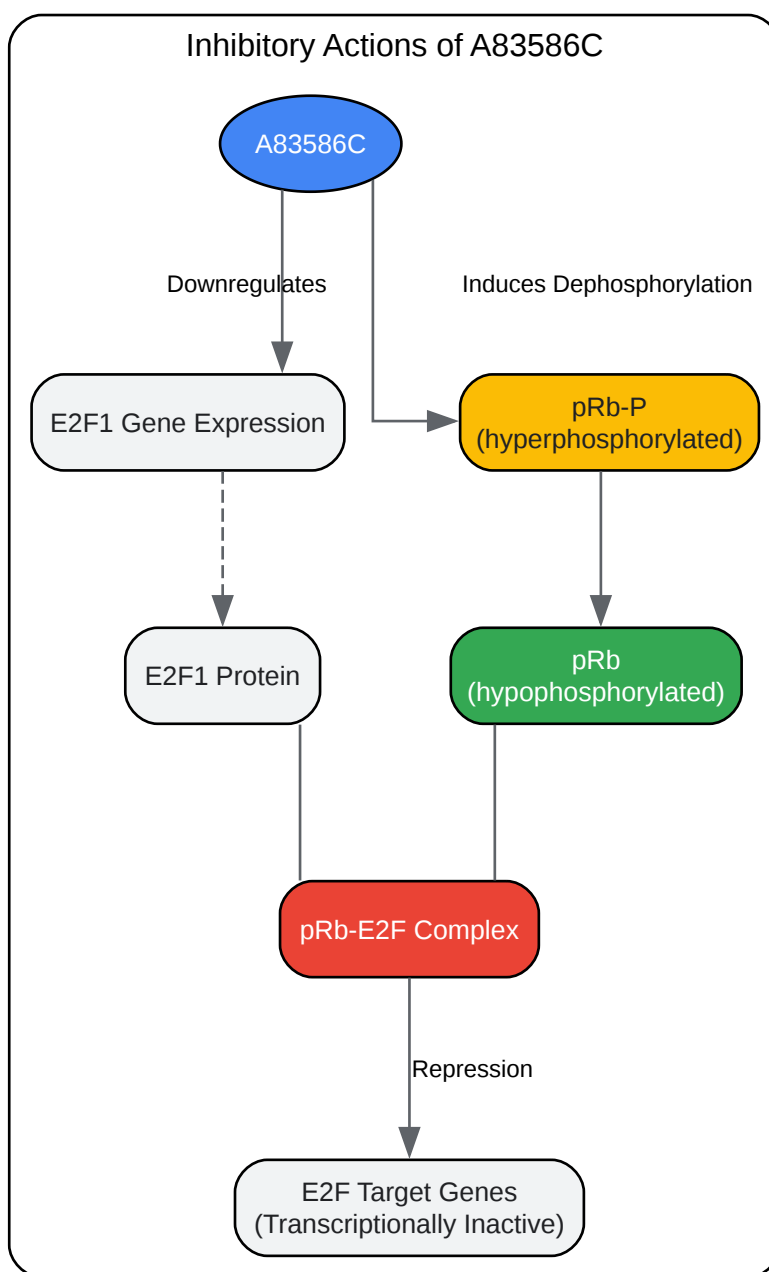 Inhibitory Actions of A83586C
A83586C
Downregulates
Induces Dephosphorylation
E2F1 Gene Expression
pRb-P
(hyperphosphorylated)
E2F1 Protein
pRb
(hypophosphorylated)
pRb-E2F Complex
Repression
E2F Target Genes
(Transcriptionally Inactive)